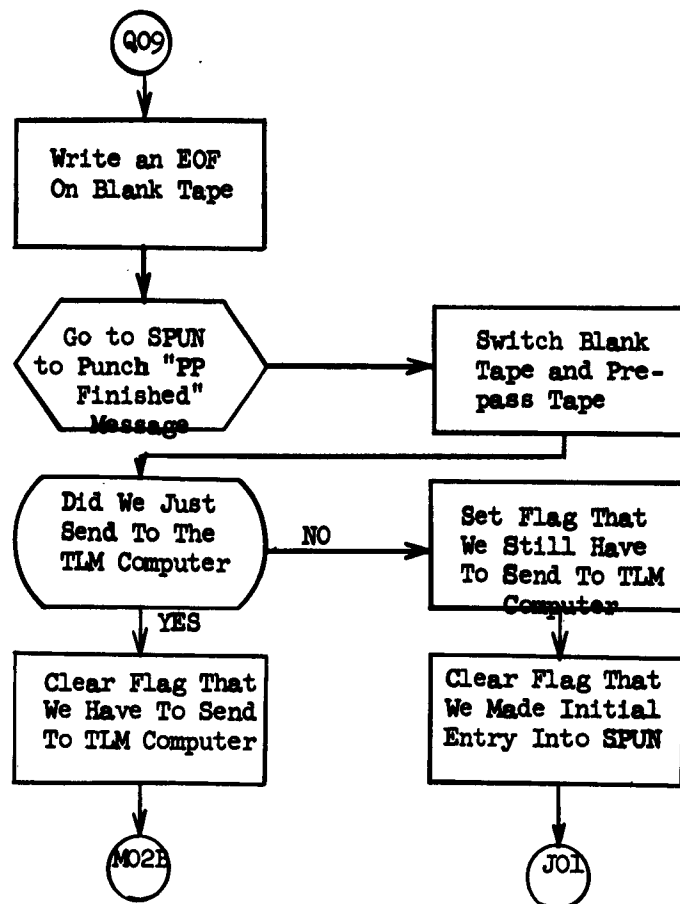 Q09
Write an EOF
On Blank Tape
Go to SPUN
to Punch "PP
Finished"
Message
Switch Blank
Tape and Pre-
pass Tape
Did We Just
Send To The
TLM Computer
NO
YES
Set Flag That
We Still Have
To Send To TLM
Computer
Clear Flag That
We Have To Send
To TLM Computer
Clear Flag That
We Made Initial
Entry Into SPUN
M02B
J01